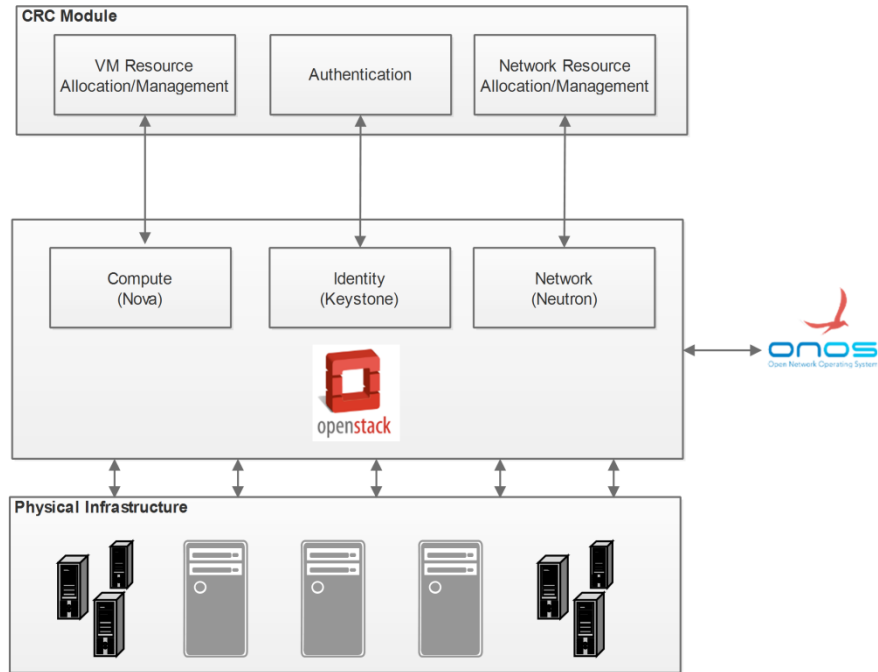 CRC Module
VM Resource
Allocation/Management
Authentication
Network Resource
Allocation/Management
Compute
(Nova)
Identity
(Keystone)
Network
(Neutron)
onos
Open Network Operating System
openstack
Physical Infrastructure